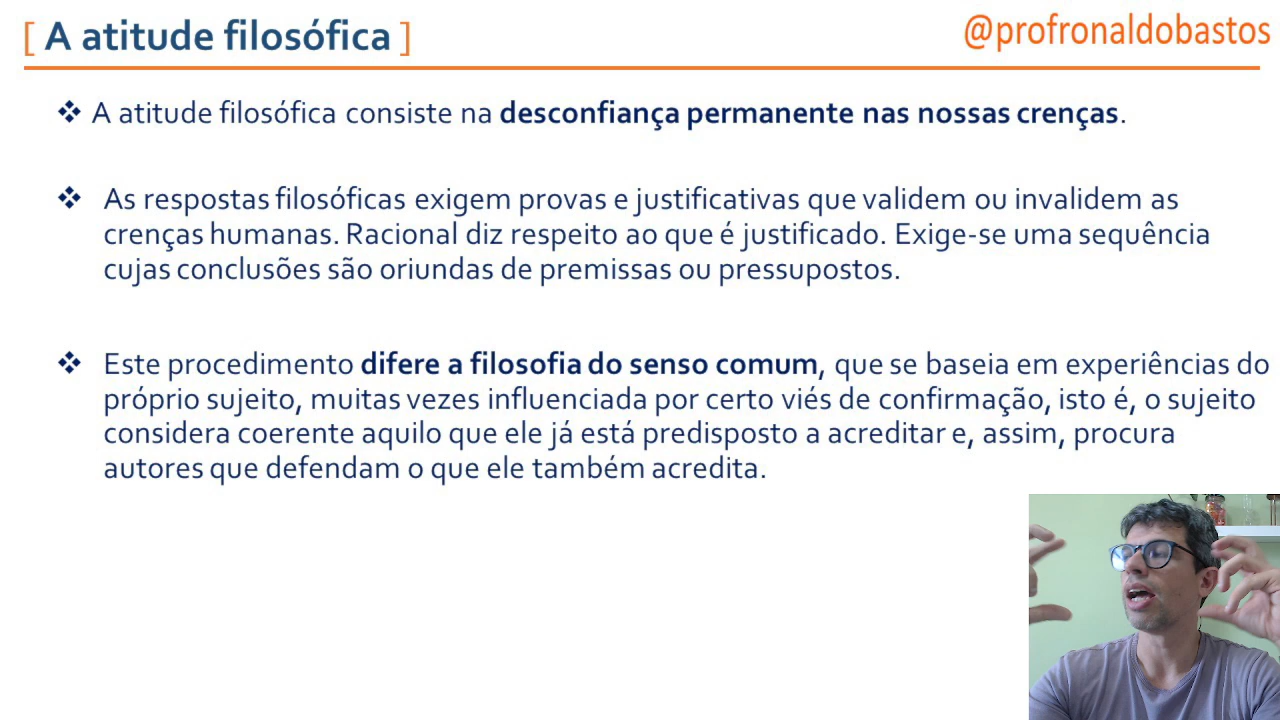 [ A atitude filosófica ]
@profronaldobastos
❖ A atitude filosófica consiste na desconfiança permanente nas nossas crenças.
❖ As respostas filosóficas exigem provas e justificativas que validem ou invalidem as
crenças humanas. Racional diz respeito ao que é justificado. Exige-se uma sequência
cujas conclusões são oriundas de premissas ou pressupostos.
❖ Este procedimento difere a filosofia do senso comum, que se baseia em experiências do
próprio sujeito, muitas vezes influenciada por certo viés de confirmação, isto é, o sujeito
considera coerente aquilo que ele já está predisposto a acreditar e, assim, procura
autores que defendam o que ele também acredita.